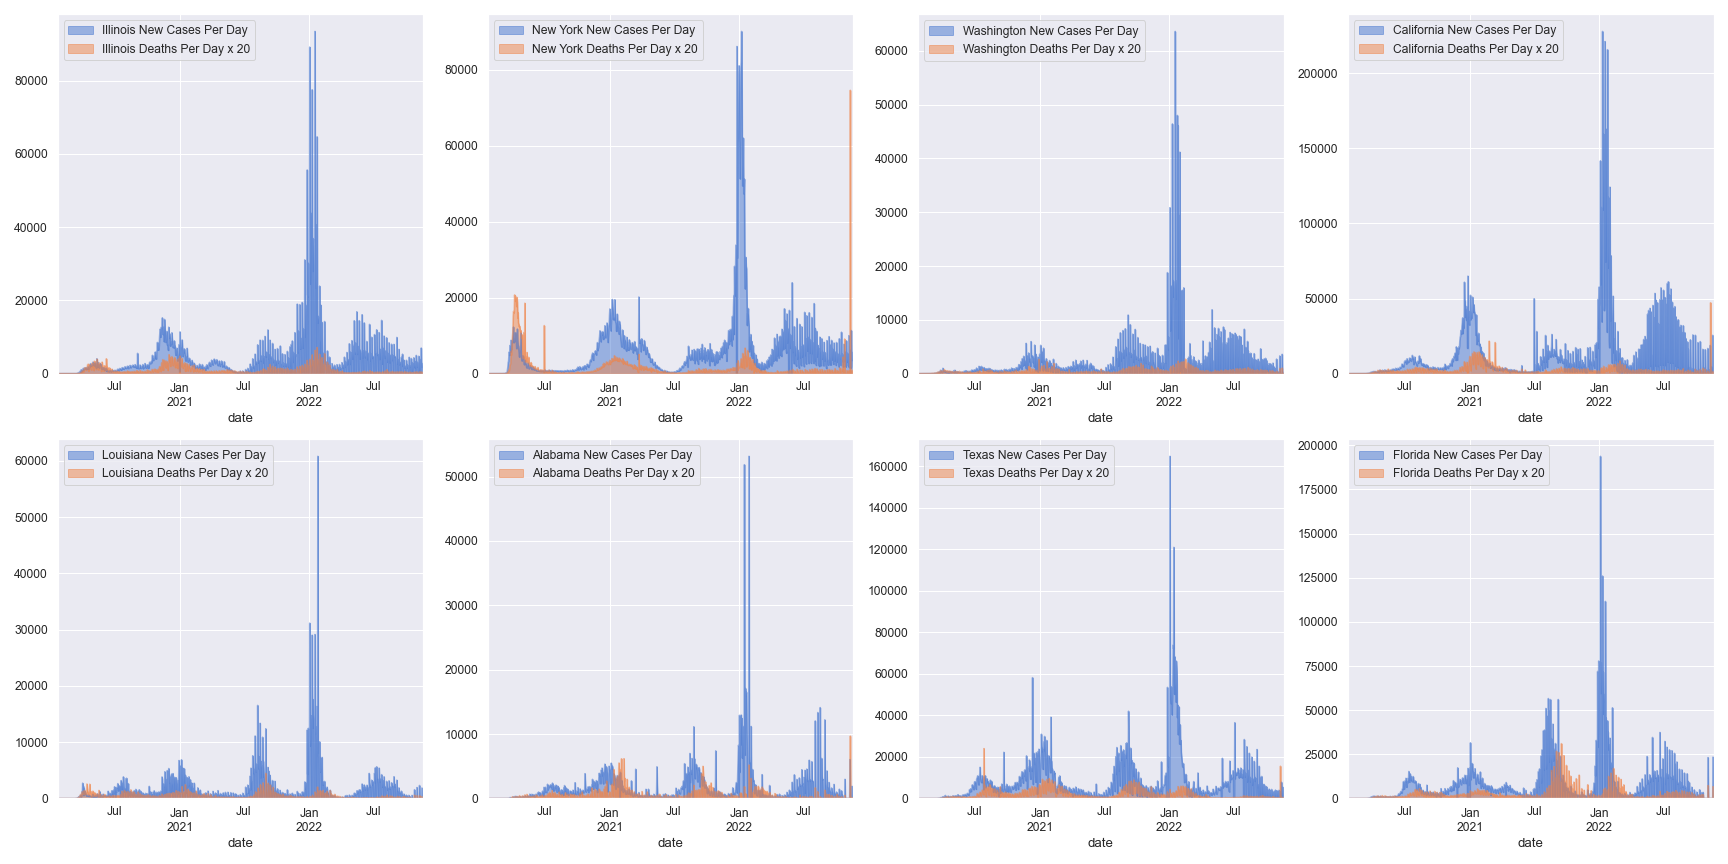 Illinois New Cases Per Day
Illinois Deaths Per Day x 20
80000
60000
40000
20000
0
Jul
Jan
2021
Jul
Jan
2022
Jul
date
New York New Cases Per Day
New York Deaths Per Day x 20
80000
60000
40000
20000
0
Jul
Jan
2021
Jul
Jan
2022
Jul
date
Washington New Cases Per Day
Washington Deaths Per Day x 20
60000
50000
40000
30000
20000
10000
0
Jul
Jan
2021
Jul
Jan
2022
Jul
date
California New Cases Per Day
California Deaths Per Day x 20
200000
150000
100000
50000
0
Jul
Jan
2021
Jul
Jan
2022
Jul
date
Louisiana New Cases Per Day
Louisiana Deaths Per Day x 20
60000
50000
40000
30000
20000
10000
0
Jul
Jan
2021
Jul
Jan
2022
Jul
date
Alabama New Cases Per Day
Alabama Deaths Per Day x 20
50000
40000
30000
20000
10000
0
Jul
Jan
2021
Jul
Jan
2022
Jul
date
Texas New Cases Per Day
Texas Deaths Per Day x 20
160000
140000
120000
100000
80000
60000
40000
20000
0
Jul
Jan
2021
Jul
Jan
2022
Jul
date
Florida New Cases Per Day
Florida Deaths Per Day x 20
200000
175000
150000
125000
100000
75000
50000
25000
0
Jul
Jan
2021
Jul
Jan
2022
Jul
date